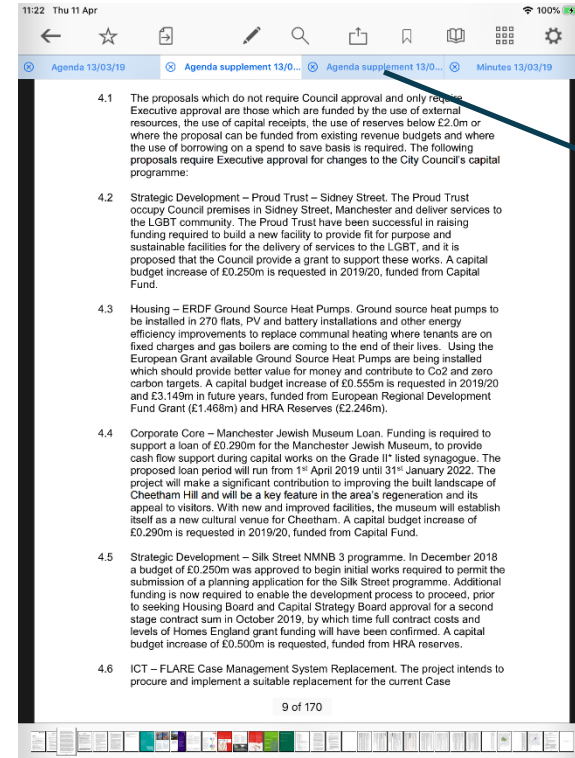 11:22 Thu 11 Apr 100%
Agenda 13/03/19 Agenda supplement 13/0... Agenda supplement 13/0... Minutes 13/03/19
4.1 The proposals which do not require Council approval and only require
Executive approval are those which are funded by the use of external
resources, the use of capital receipts, the use of reserves below £2.0m or
where the proposal can be funded from existing revenue budgets and where
the use of borrowing on a spend to save basis is required. The following
proposals require Executive approval for changes to the City Council's capital
programme:
4.2 Strategic Development – Proud Trust – Sidney Street. The Proud Trust
occupy Council premises in Sidney Street, Manchester and deliver services to
the LGBT community. The Proud Trust have been successful in raising
funding required to build a new facility to provide fit for purpose and
sustainable facilities for the delivery of services to the LGBT, and it is
proposed that the Council provide a grant to support these works. A capital
budget increase of £0.250m is requested in 2019/20, funded from Capital
Fund.
4.3 Housing – ERDF Ground Source Heat Pumps. Ground source heat pumps to
be installed in 270 flats, PV and battery installations and other energy
efficiency improvements to replace communal heating where tenants are on
fixed charges and gas boilers are coming to the end of their lives. Using the
European Grant available Ground Source Heat Pumps are being installed
which should provide better value for money and contribute to Co2 and zero
carbon targets. A capital budget increase of £0.555m is requested in 2019/20
and £3.149m in future years, funded from European Regional Development
Fund Grant (£1.468m) and HRA Reserves (£2.246m).
4.4 Corporate Core – Manchester Jewish Museum Loan. Funding is required to
support a loan of £0.290m for the Manchester Jewish Museum, to provide
cash flow support during capital works on the Grade II* listed synagogue. The
proposed loan period will run from 1st April 2019 until 31st January 2022. The
project will make a significant contribution to improving the built landscape of
Cheetham Hill and will be a key feature in the area's regeneration and its
appeal to visitors. With new and improved facilities, the museum will establish
itself as a new cultural venue for Cheetham. A capital budget increase of
£0.290m is requested in 2019/20, funded from Capital Fund.
4.5 Strategic Development – Silk Street NMNB 3 programme. In December 2018
a budget of £0.250m was approved to begin initial works required to permit the
submission of a planning application for the Silk Street programme. Additional
funding is now required to enable the development process to proceed, prior
to seeking Housing Board and Capital Strategy Board approval for a second
stage contract sum in October 2019, by which time full contract costs and
levels of Homes England grant funding will have been confirmed. A capital
budget increase of £0.500m is requested, funded from HRA reserves.
4.6 ICT – FLARE Case Management System Replacement. The project intends to
procure and implement a suitable replacement for the current Case
9 of 170